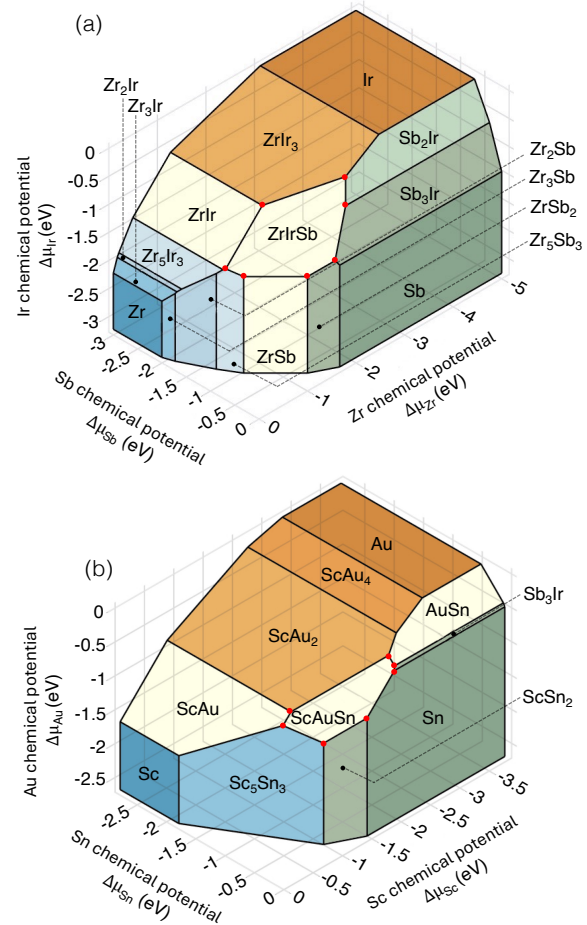 (a)
Zr2Ir
Zr3Ir
Ir
ZrIr3
Sb2Ir
Zr2Sb
Zr3Sb
ZrSb2
Zr5Sb3
Sb3Ir
ZrIr
ZrIrSb
Zr5Ir3
Zr
ZrSb
Sb
Ir chemical potential
ΔμIr (eV)
0
-0.5
-1
-1.5
-2
-2.5
-3
-3
-2.5
-2
-1.5
-1
-0.5
0
Sb chemical potential
ΔμSb (eV)
0
-1
-2
-3
-4
-5
Zr chemical potential
ΔμZr (eV)
(b)
Au
ScAu4
AuSn
Sb3Ir
ScAu2
ScAu
ScAuSn
Sn
ScSn2
Sc
Sc5Sn3
Au chemical potential
ΔμAu (eV)
0
-0.5
-1
-1.5
-2
-2.5
-2.5
-2
-1.5
-1
-0.5
0
Sn chemical potential
ΔμSn (eV)
0
-0.5
-1
-1.5
-2
-2.5
-3
-3.5
Sc chemical potential
ΔμSc (eV)